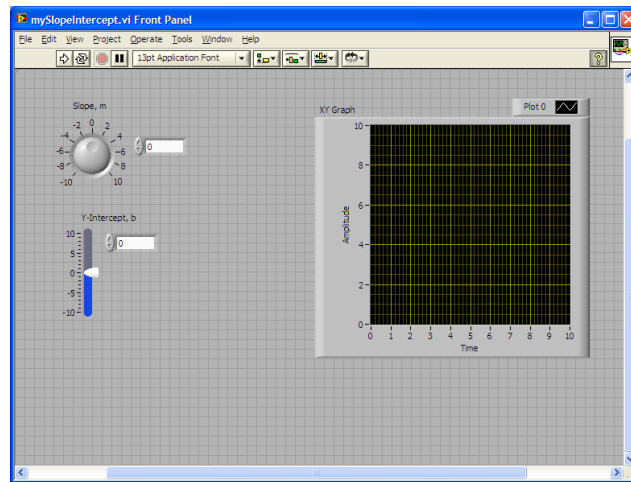 mySlopeIntercept.vi Front Panel
File Edit View Project Operate Tools Window Help
13pt Application Font
?
Slope, m
-2 0 2
-4 4
-6 6
-8 8
-10 10
0
Y-Intercept, b
10
5
0
-5
-10
0
XY Graph
Plot 0
Amplitude
10
8
6
4
2
0
0 1 2 3 4 5 6 7 8 9 10
Time